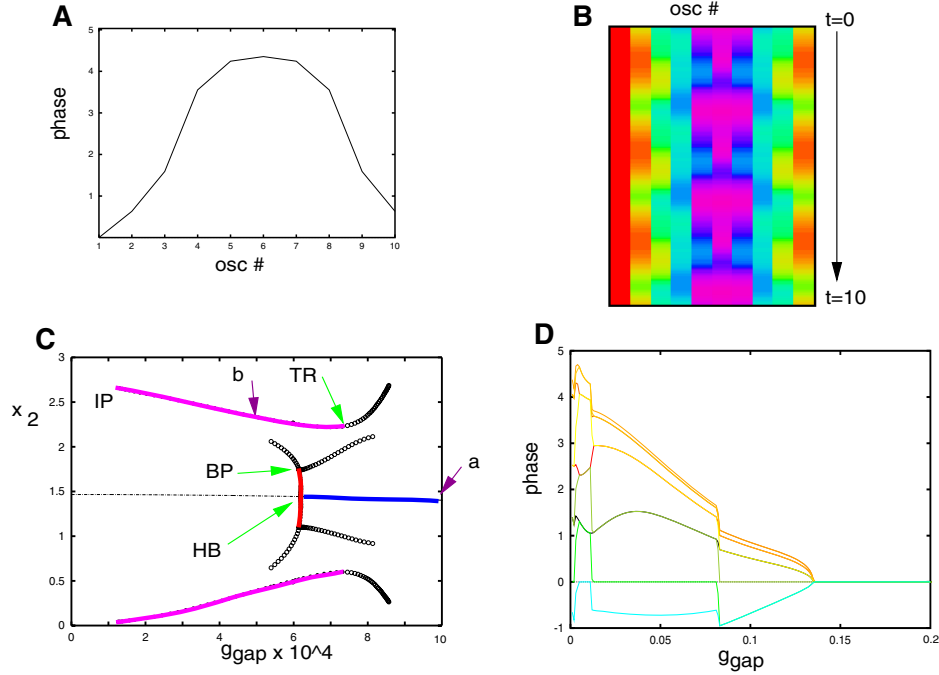 A
5
4
3
2
1
phase
1 2 3 4 5 6 7 8 9 10
osc #
B
osc #
t=0
t=10
C
3
2.5
2
1.5
1
0.5
0
x 2
IP
b
TR
BP
a
HB
0 2 4 6 8 10
ggap x 10^4
D
5
4
3
2
1
0
-1
phase
0 0.05 0.1 0.15 0.2
ggap